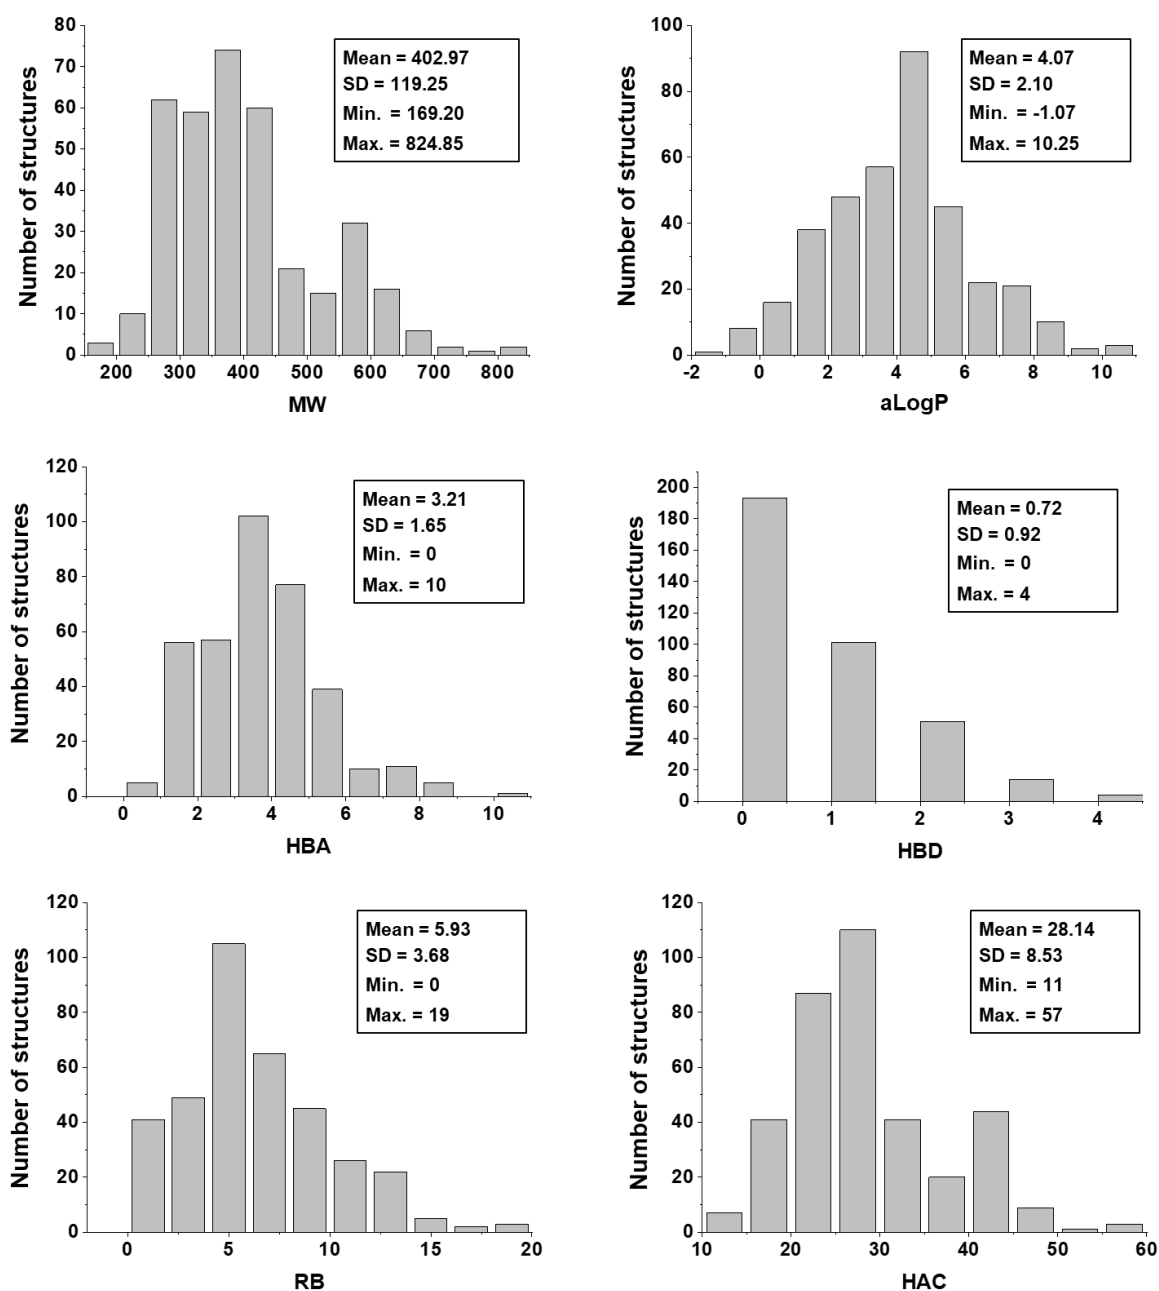 80
70
60
50
40
30
20
10
0
Number of structures
Mean = 402.97
SD = 119.25
Min. = 169.20
Max. = 824.85
200 300 400 500 600 700 800
MW
100
80
60
40
20
0
Number of structures
Mean = 4.07
SD = 2.10
Min. = -1.07
Max. = 10.25
-2 0 2 4 6 8 10
aLogP
120
100
80
60
40
20
0
Number of structures
Mean = 3.21
SD = 1.65
Min. = 0
Max. = 10
0 2 4 6 8 10
HBA
200
190
180
150
140
100
80
60
40
20
0
Number of structures
Mean = 0.72
SD = 0.92
Min. = 0
Max. = 4
0 1 2 3 4
HBD
120
100
80
60
40
20
0
Number of structures
Mean = 5.93
SD = 3.68
Min. = 0
Max. = 19
0 5 10 15 20
RB
120
100
80
60
40
20
0
Number of structures
Mean = 28.14
SD = 8.53
Min. = 11
Max. = 57
10 20 30 40 50 60
HAC